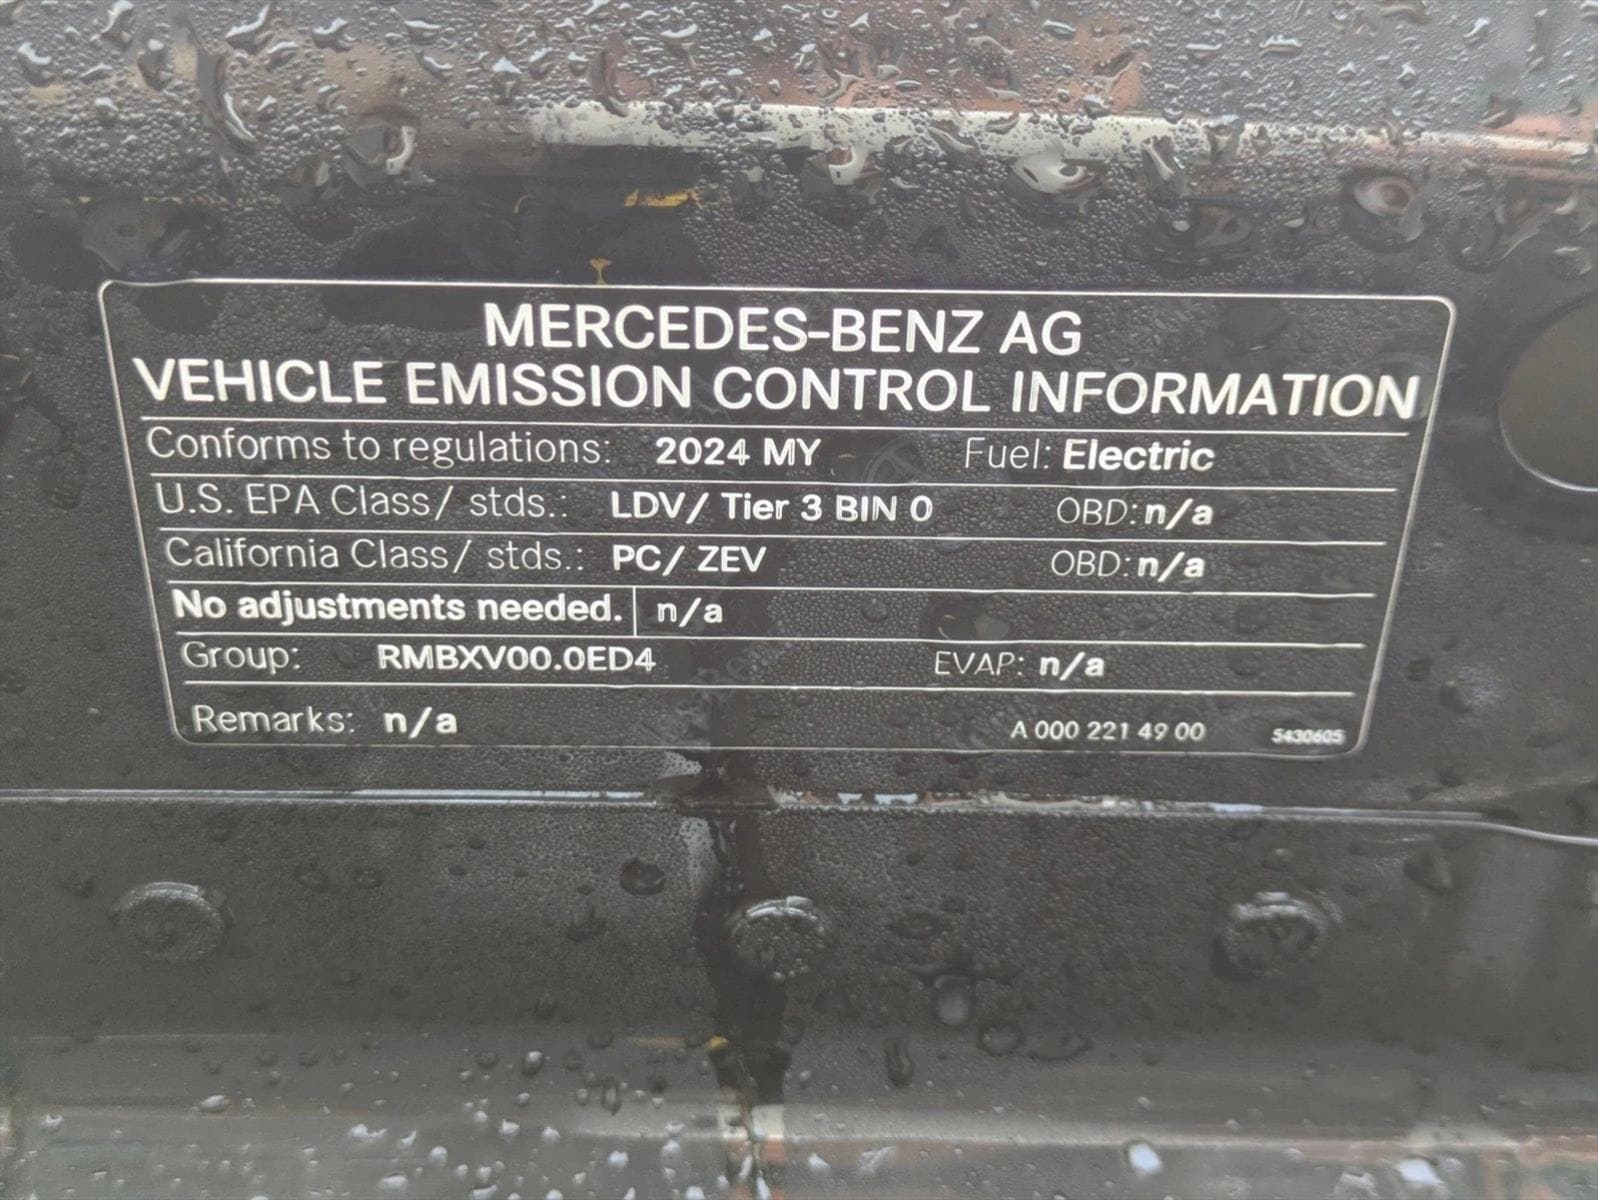 MERCEDES-BENZ AG
VEHICLE EMISSION CONTROL INFORMATION
Conforms to regulations: 2024 MY Fuel: Electric
U.S. EPA Class/ stds.: LDV/ Tier 3 BIN 0 OBD: n/a
California Class/ stds.: PC/ ZEV OBD: n/a
No adjustments needed. n/a
Group: RMBXV00.0ED4 EVAP: n/a
Remarks: n/a A 000 221 49 00 5430605